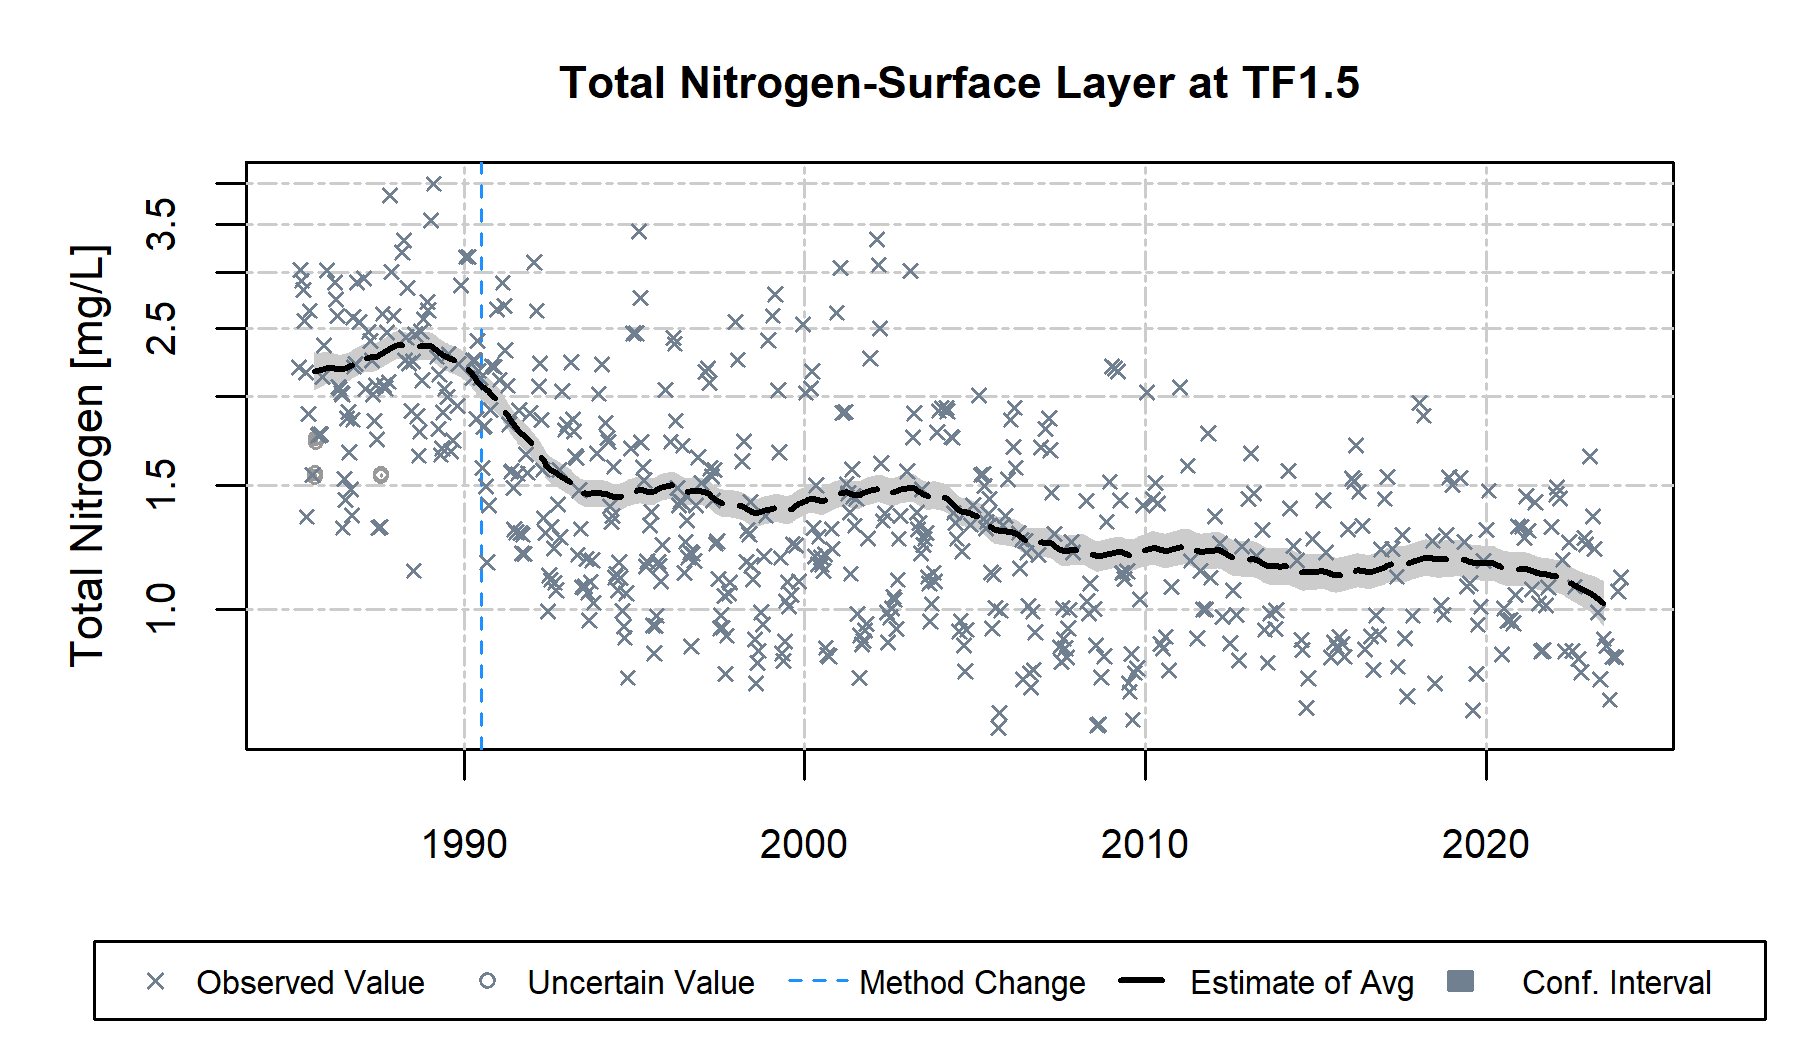 Total Nitrogen-Surface Layer at TF1.5
Total Nitrogen [mg/L]
3.5
2.5
1.5
1.0
1990 2000 2010 2020
Observed Value Uncertain Value Method Change Estimate of Avg Conf. Interval